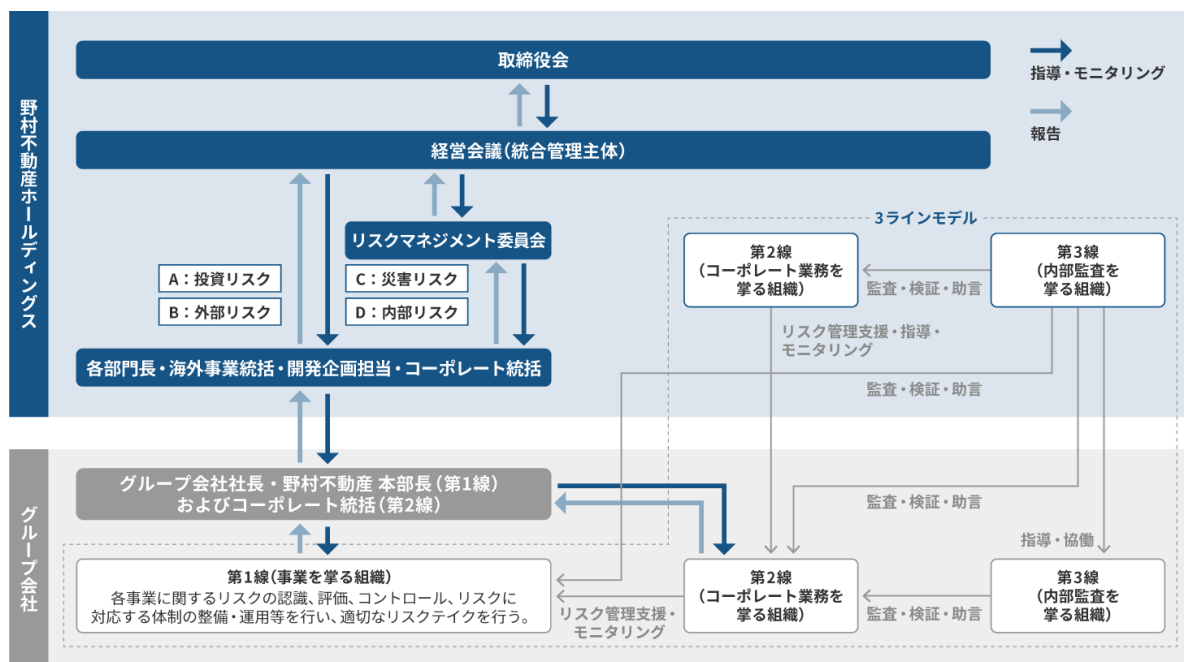 野村不動産ホールディングス
取締役会
指導・モニタリング
報告
経営会議（統合管理主体）
リスクマネジメント委員会
A：投資リスク
B：外部リスク
C：災害リスク
D：内部リスク
各部門長・海外事業統括・開発企画担当・コーポレート統括
3ラインモデル
第2線
（コーポレート業務を
掌る組織）
監査・検証・助言
第3線
（内部監査を
掌る組織）
リスク管理支援・指導・
モニタリング
監査・検証・助言
グループ会社
グループ会社社長・野村不動産 本部長（第1線）
およびコーポレート統括（第2線）
監査・検証・助言
指導・協働
第1線（事業を掌る組織）
各事業に関するリスクの認識、評価、コントロール、リスクに
対応する体制の整備・運用等を行い、適切なリスクテイクを行う。
リスク管理支援・
モニタリング
第2線
（コーポレート業務を
掌る組織）
監査・検証・助言
第3線
（内部監査を
掌る組織）